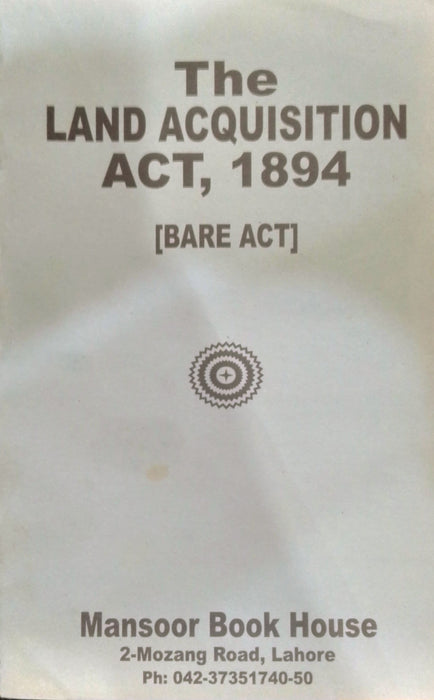 The
LAND ACQUISITION
ACT, 1894
[BARE ACT]
Mansoor Book House
2-Mozang Road, Lahore
Ph: 042-37351740-50